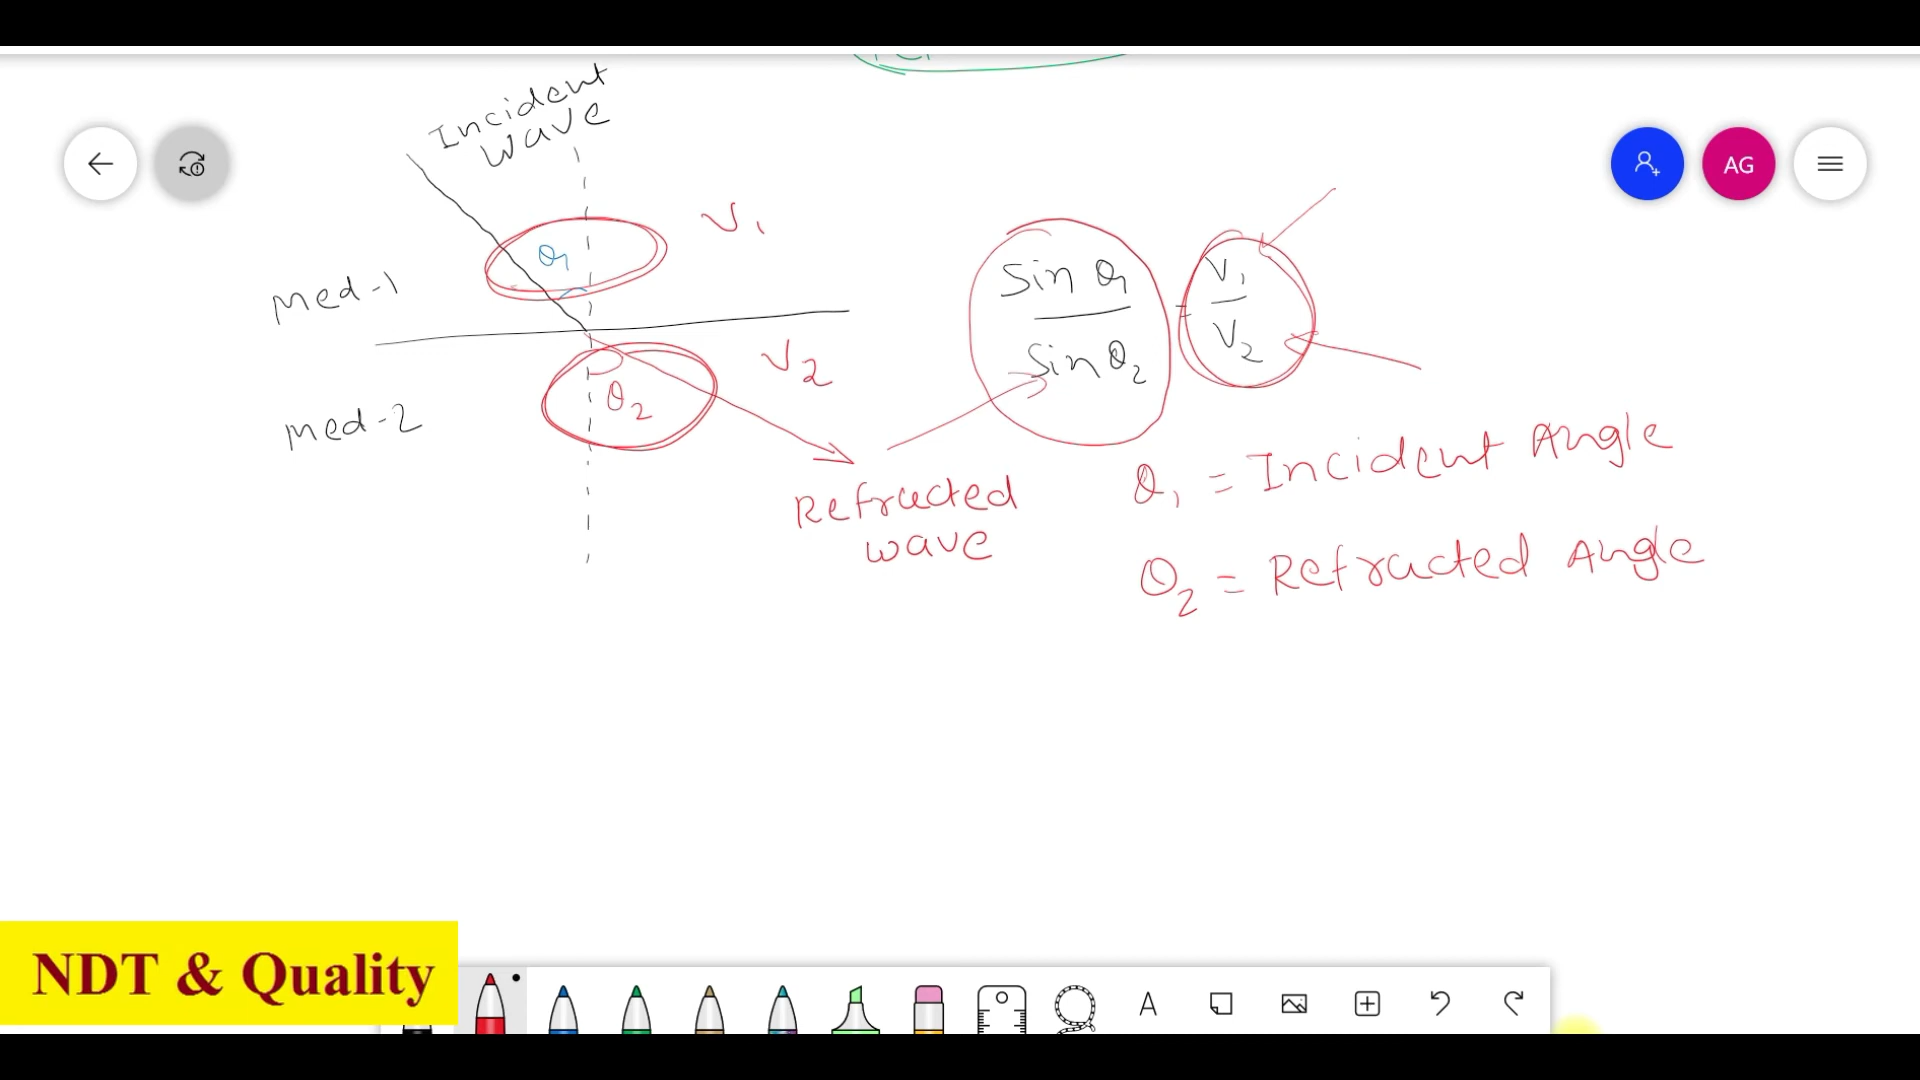 Incident
wave
θ1
V1
Med-1
Sin θ1
Sin θ2
=
V1
V2
V2
θ2
Med-2
Refracted
wave
θ1 = Incident Angle
θ2 = Refracted Angle
AG
NDT & Quality
A